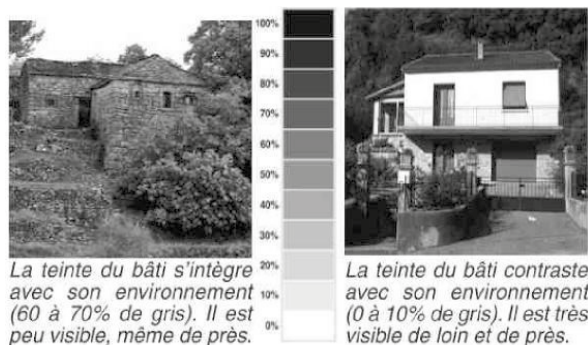 100%
90%
80%
70%
60%
50%
40%
30%
20%
10%
0%
La teinte du bâti s'intègre
avec son environnement
(60 à 70% de gris). Il est
peu visible, même de près.
La teinte du bâti contraste
avec son environnement
(0 à 10% de gris). Il est très
visible de loin et de près.